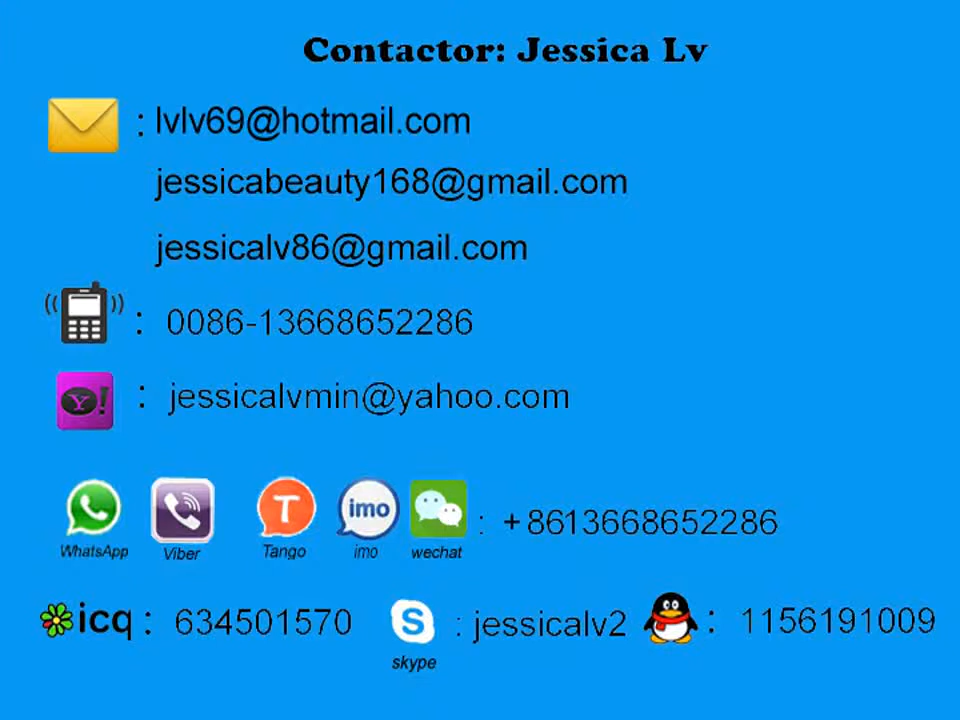 Contactor: Jessica Lv
: lvlv69@hotmail.com
jessicabeauty168@gmail.com
jessicalv86@gmail.com
: 0086-13668652286
Y! : jessicalvmin@yahoo.com
T imo : +8613668652286
WhatsApp Viber Tango imo wechat
icq : 634501570 S : jessicalv2 : 1156191009
skype